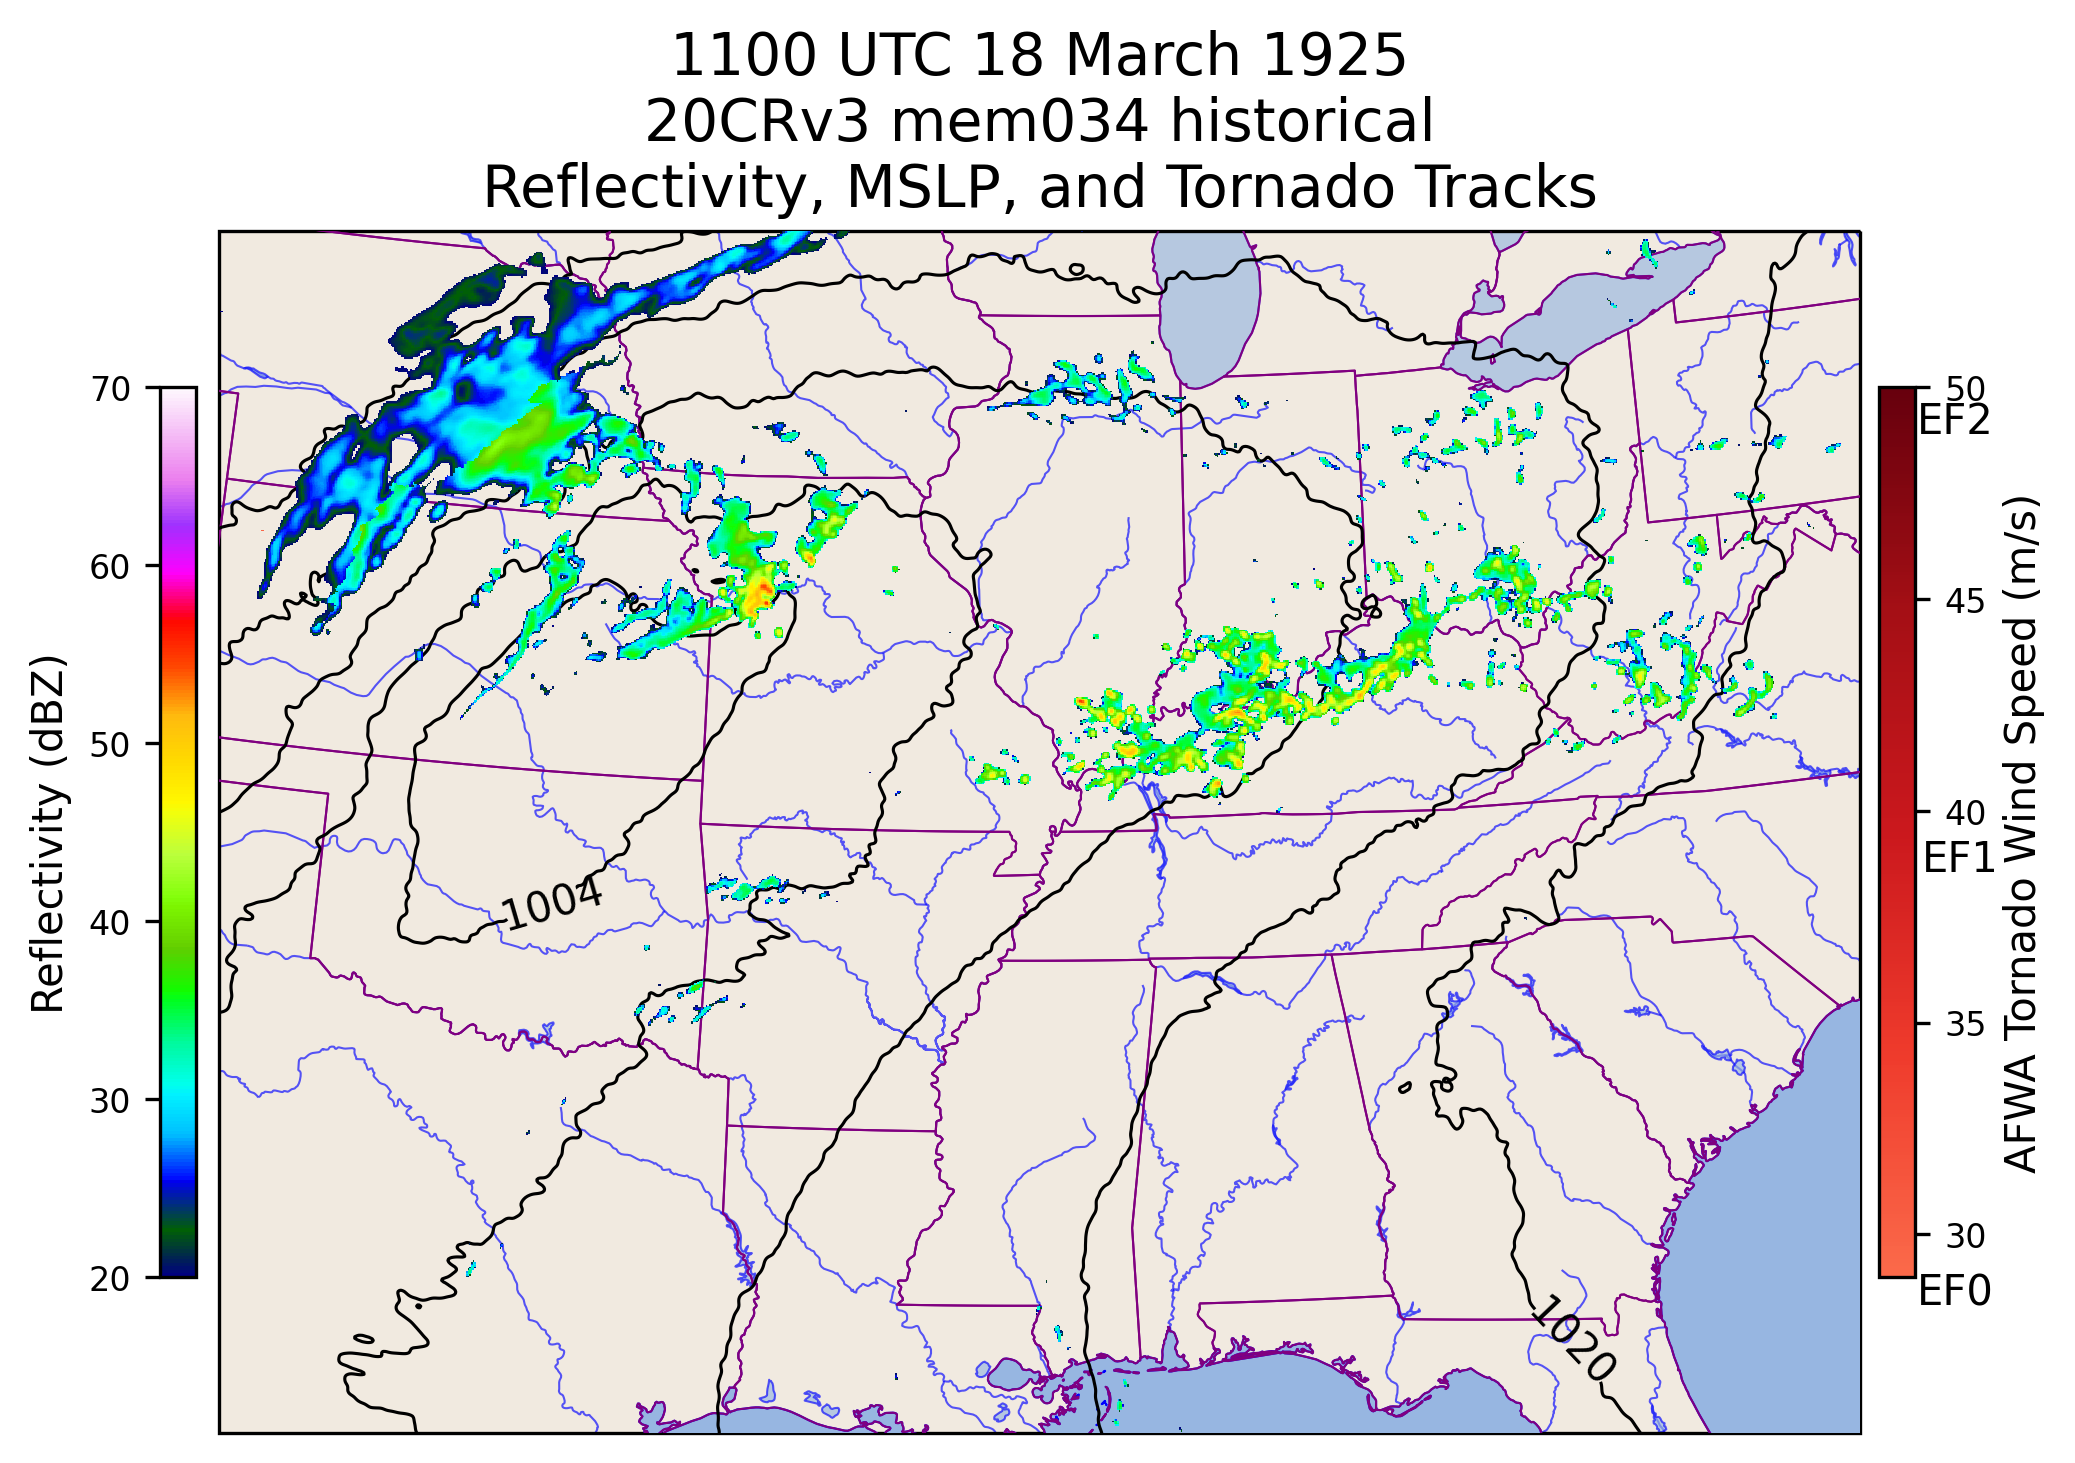 1100 UTC 18 March 1925
20CRv3 mem034 historical
Reflectivity, MSLP, and Tornado Tracks
Reflectivity (dBZ)
70
60
50
40
30
20
1004
1020
50
EF2
45
40
EF1
35
30
EF0
AFWA Tornado Wind Speed (m/s)